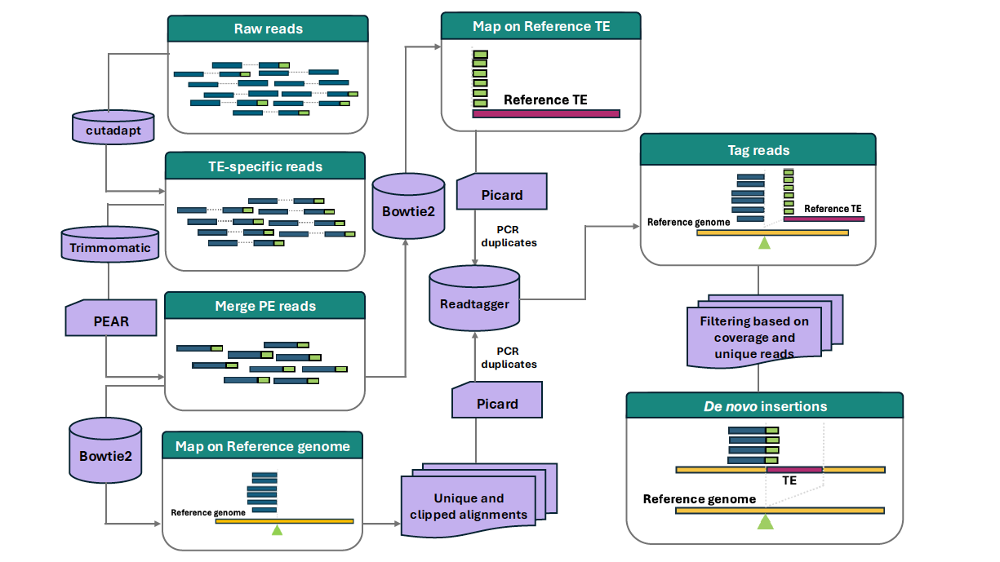 Raw reads
cutadapt
TE-specific reads
Trimmomatic
PEAR
Merge PE reads
Bowtie2
Map on Reference genome
Reference genome
Unique and
clipped alignments
Picard
PCR
duplicates
Bowtie2
Map on Reference TE
Reference TE
Picard
PCR
duplicates
Readtagger
Tag reads
Reference TE
Reference genome
Filtering based on
coverage and
unique reads
De novo insertions
TE
Reference genome